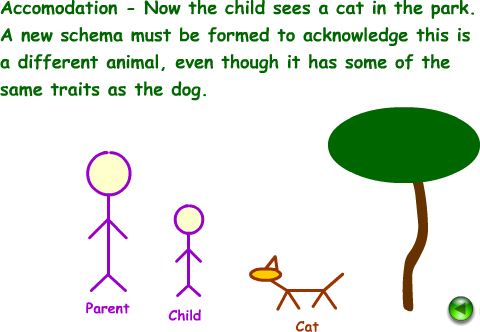 Accomodation - Now the child sees a cat in the park.
A new schema must be formed to acknowledge this is
a different animal, even though it has some of the
same traits as the dog.
Parent
Child
Cat